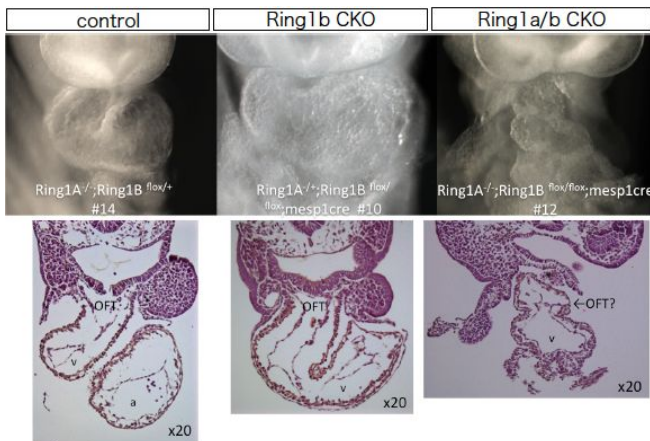 control
Ring1b CKO
Ring1a/b CKO
Ring1A-/-;Ring1B flox/+
#14
Ring1A-/+;Ring1B flox/
flox;mesp1cre #10
Ring1A-/-;Ring1B flox/flox;mesp1cre
#12
OFT
v
a
x20
OFT
v
x20
←OFT?
v
x20